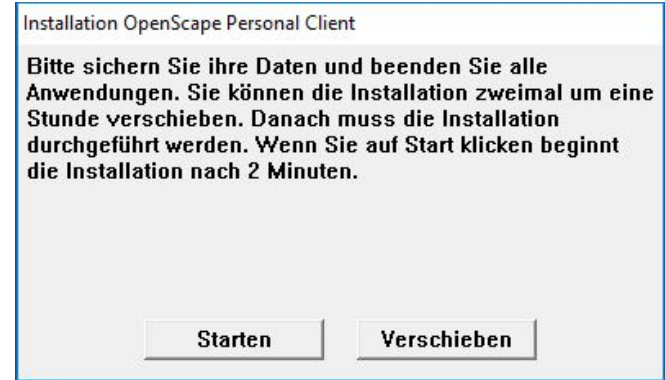 Installation OpenScape Personal Client
Bitte sichern Sie ihre Daten und beenden Sie alle
Anwendungen. Sie können die Installation zweimal um eine
Stunde verschieben. Danach muss die Installation
durchgeführt werden. Wenn Sie auf Start klicken beginnt
die Installation nach 2 Minuten.
Starten
Verschieben